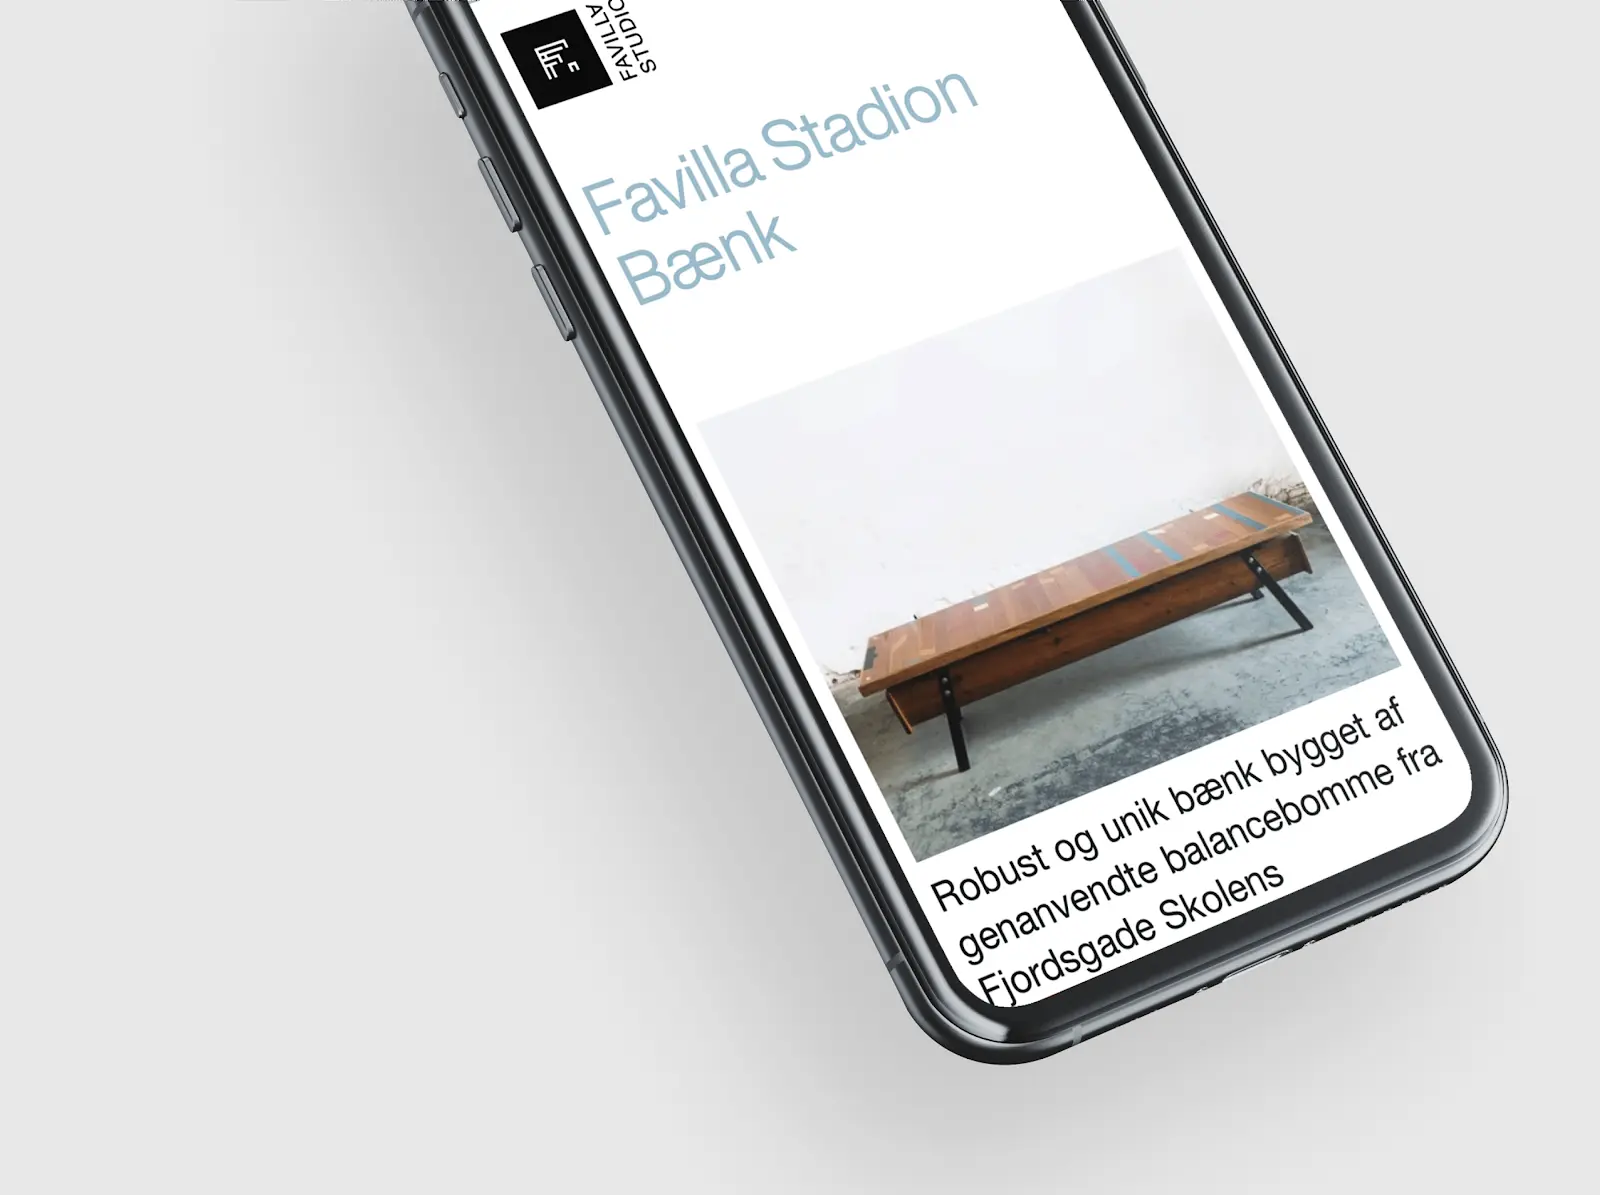 FAVILLA
STUDIO
Favilla Stadion
Bænk
Robust og unik bænk bygget af
genanvendte balancebomme fra
Fjordsgade Skolens